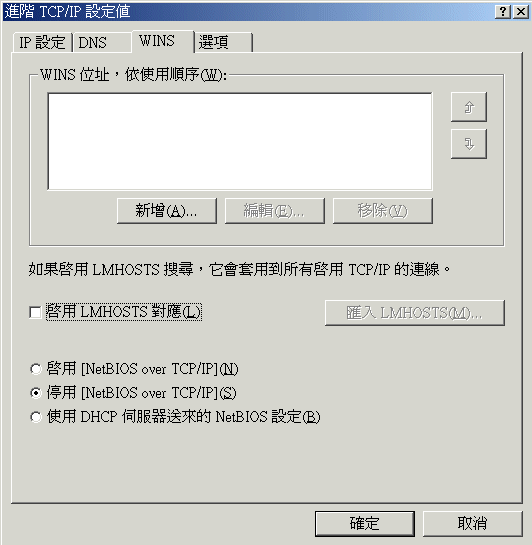 進階 TCP/IP 設定值
IP 設定 DNS WINS 選項
WINS 位址，依使用順序(W):
新增(A)... 編輯(E)... 移除(V)
如果啓用 LMHOSTS 搜尋，它會套用到所有啓用 TCP/IP 的連線。
啓用 LMHOSTS 對應(L) 匯入 LMHOSTS(M)...
啓用 [NetBIOS over TCP/IP](N)
停用 [NetBIOS over TCP/IP](S)
使用 DHCP 伺服器送來的 NetBIOS 設定(B)
確定 取消